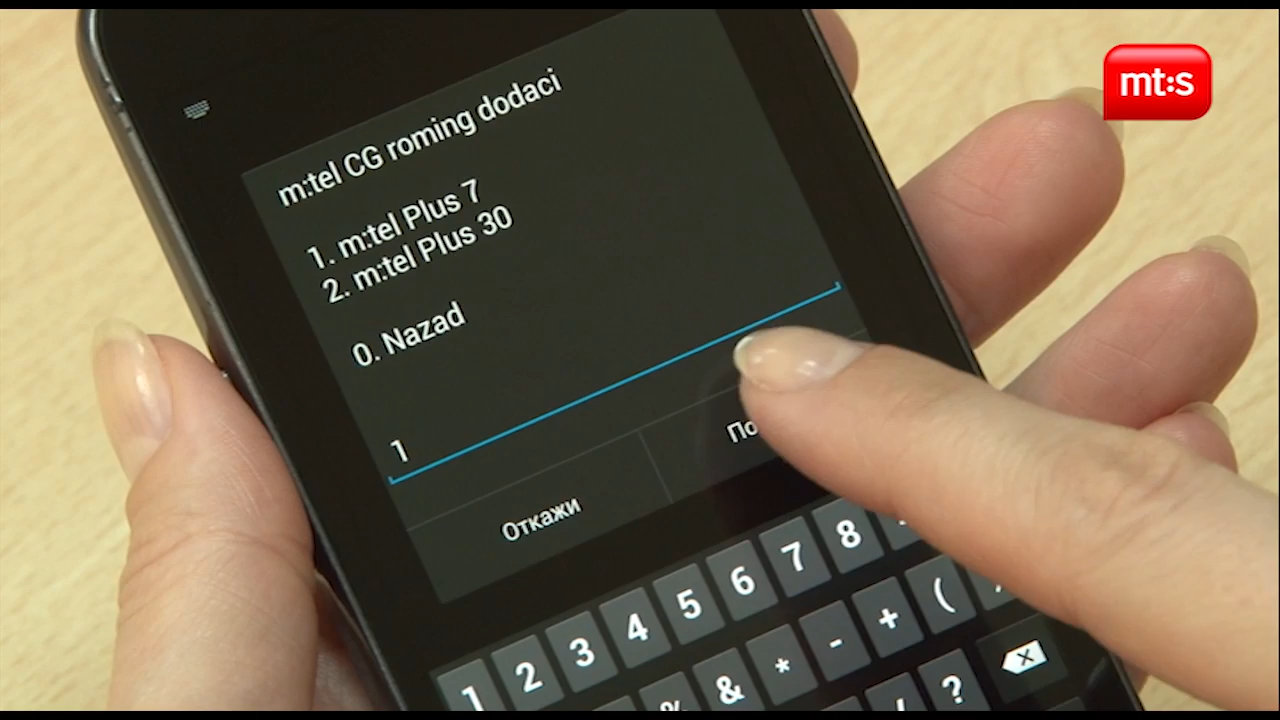 mt:s
m:tel CG roming dodaci
1. m:tel Plus 7
2. m:tel Plus 30
0. Nazad
1
Откажи
1 2 3 4 5 6 7 8
& * - + (
?